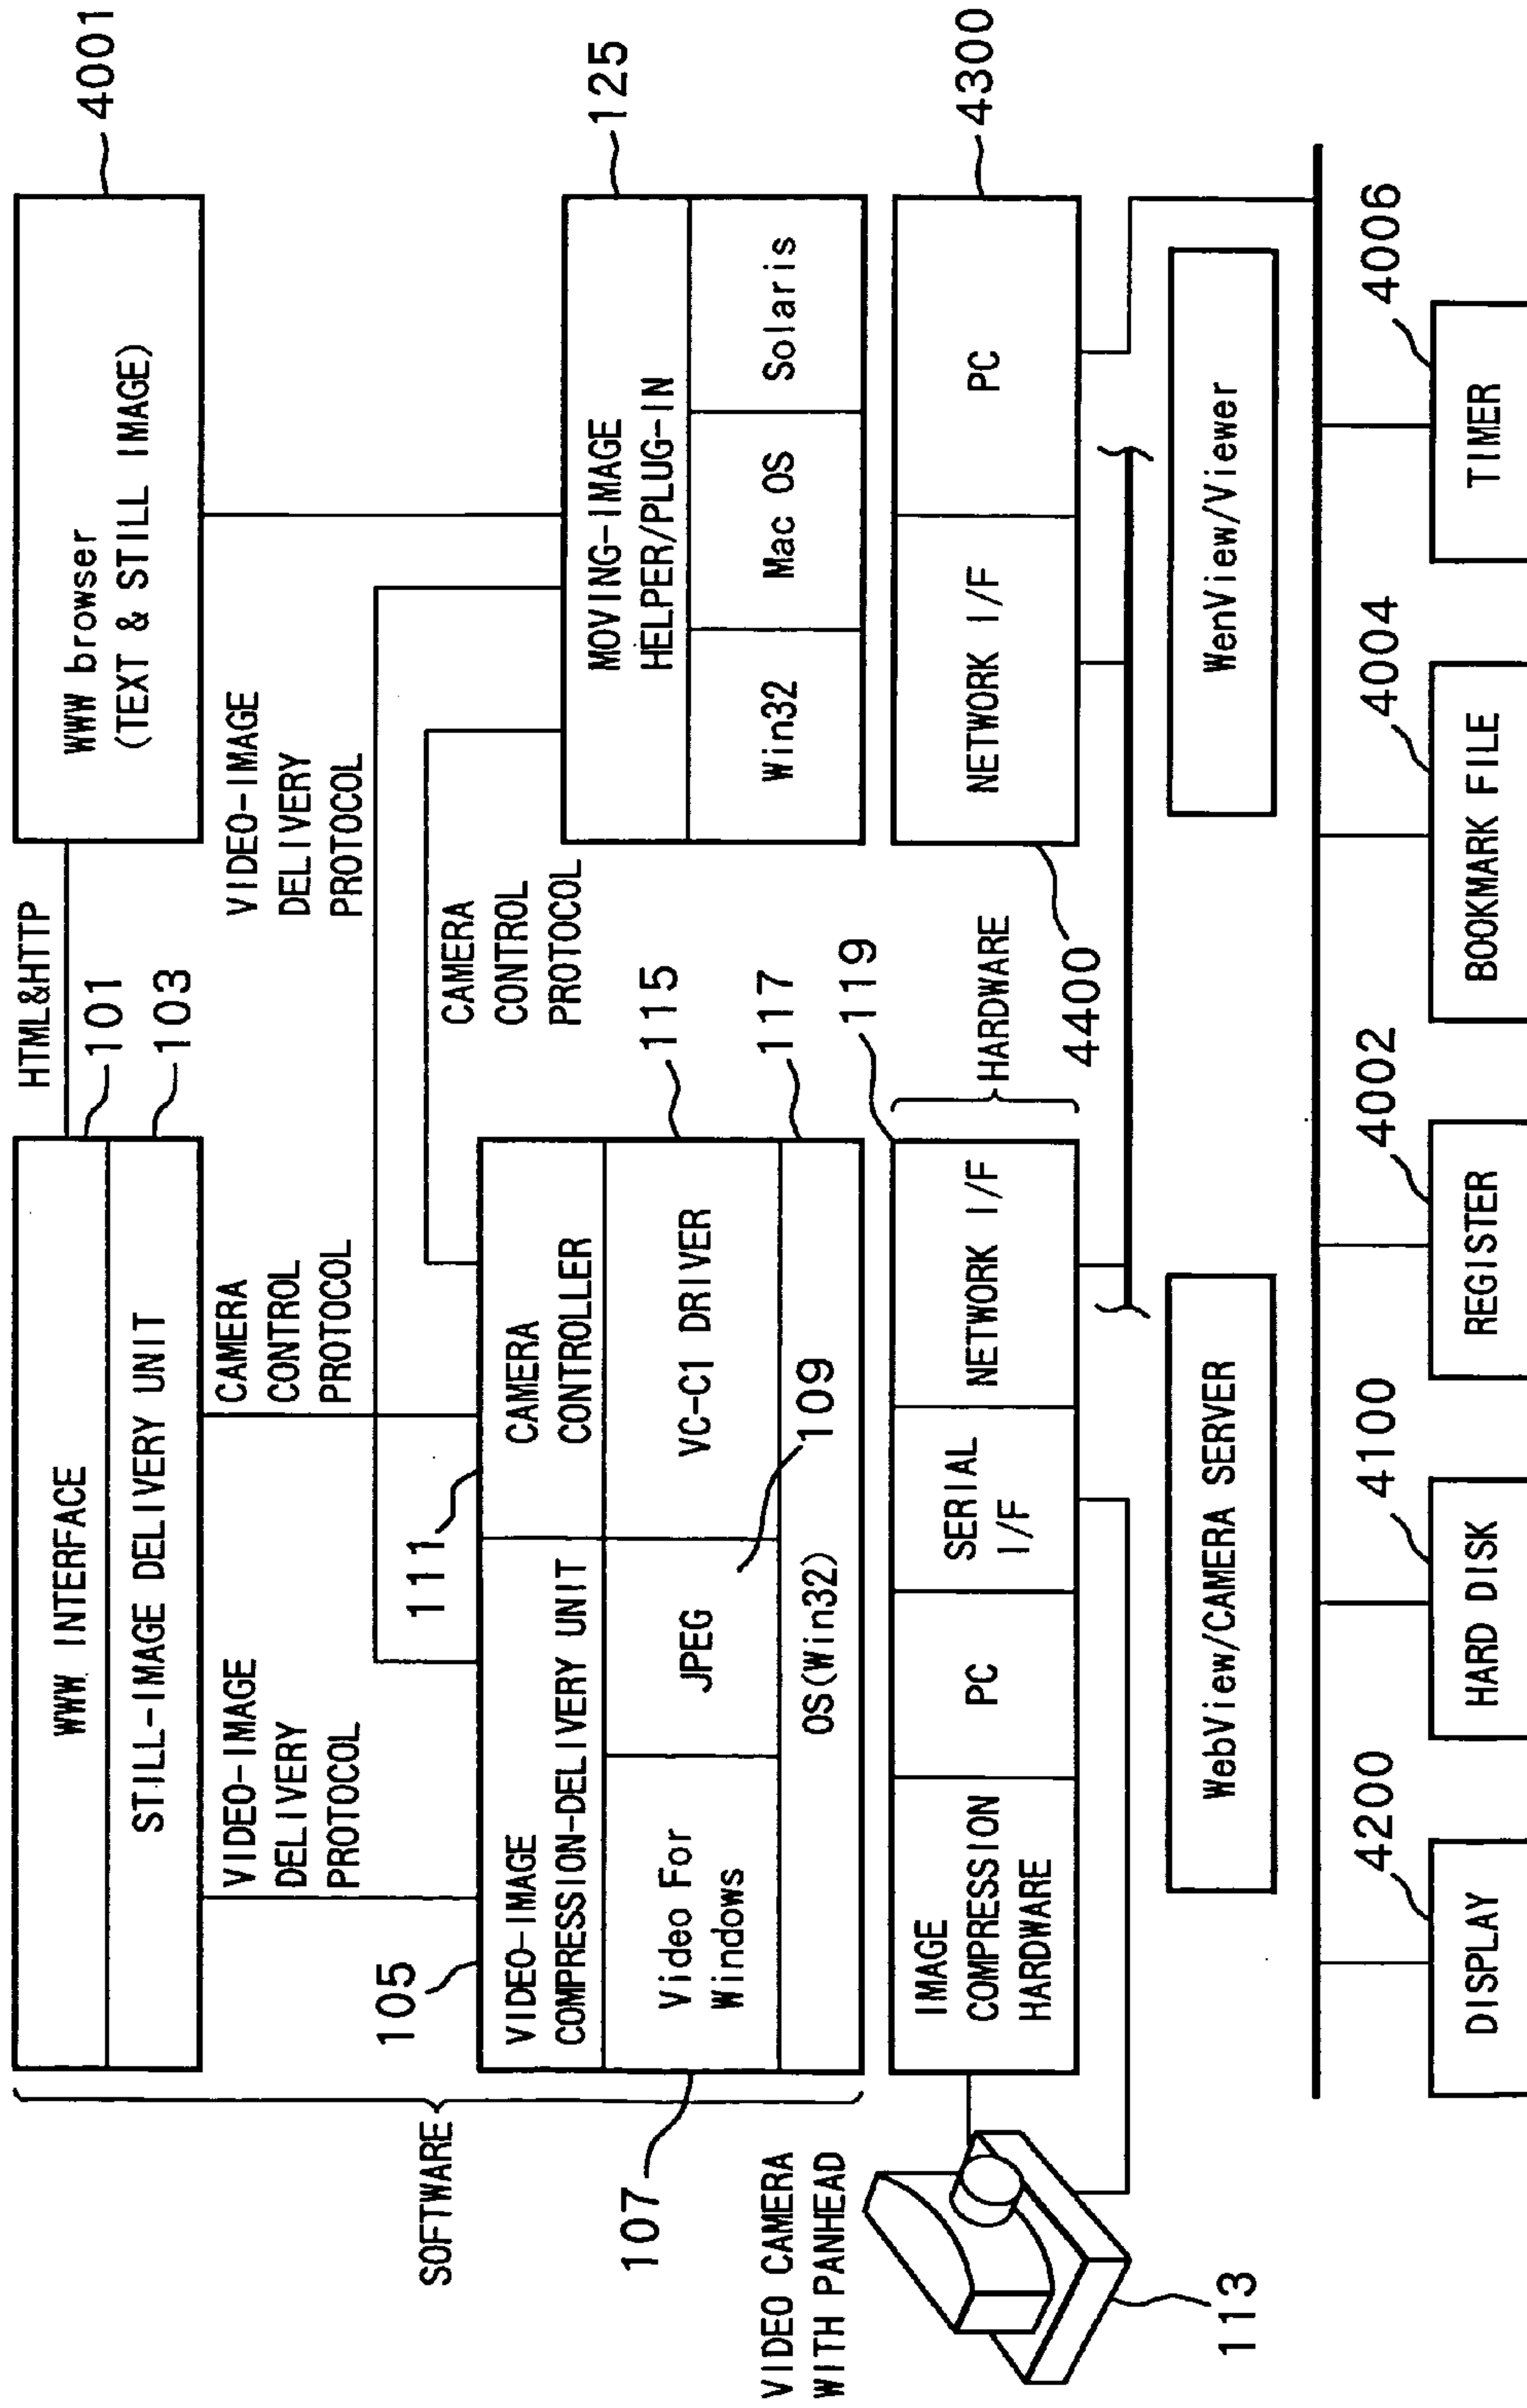 HTML&HTTP
WWW INTERFACE
101
STILL-IMAGE DELIVERY UNIT
103
WWW browser
(TEXT & STILL IMAGE)
4001
SOFTWARE
VIDEO-IMAGE
DELIVERY
PROTOCOL
CAMERA
CONTROL
PROTOCOL
VIDEO-IMAGE
DELIVERY
PROTOCOL
CAMERA
CONTROL
PROTOCOL
105
111
VIDEO-IMAGE
COMPRESSION-DELIVERY UNIT
CAMERA
CONTROLLER
115
Video For
Windows
JPEG
VC-C1 DRIVER
107
109
OS(Win32)
117
MOVING-IMAGE
HELPER/PLUG-IN
125
Win32
Mac OS
Solaris
VIDEO CAMERA
WITH PANHEAD
113
IMAGE
COMPRESSION
HARDWARE
PC
SERIAL
I/F
NETWORK I/F
119
HARDWARE
4400
NETWORK I/F
PC
4300
WebView/CAMERA SERVER
WenView/Viewer
4200
DISPLAY
4100
HARD DISK
4002
REGISTER
4004
BOOKMARK FILE
4006
TIMER